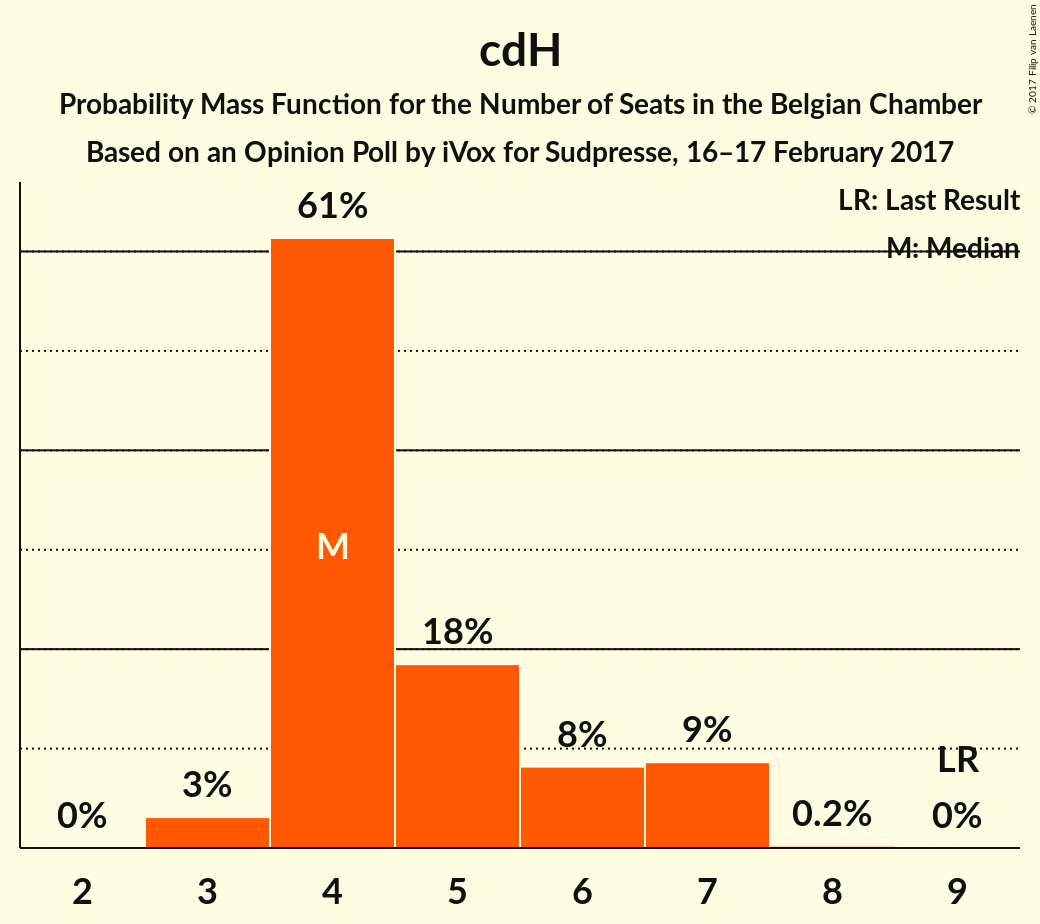 cdH
Probability Mass Function for the Number of Seats in the Belgian Chamber
Based on an Opinion Poll by iVox for Sudpresse, 16–17 February 2017
© 2017 Filip van Laenen
LR: Last Result
M: Median
61%
M
18%
8%
9%
LR
3%
0%
0.2%
0%
2 3 4 5 6 7 8 9